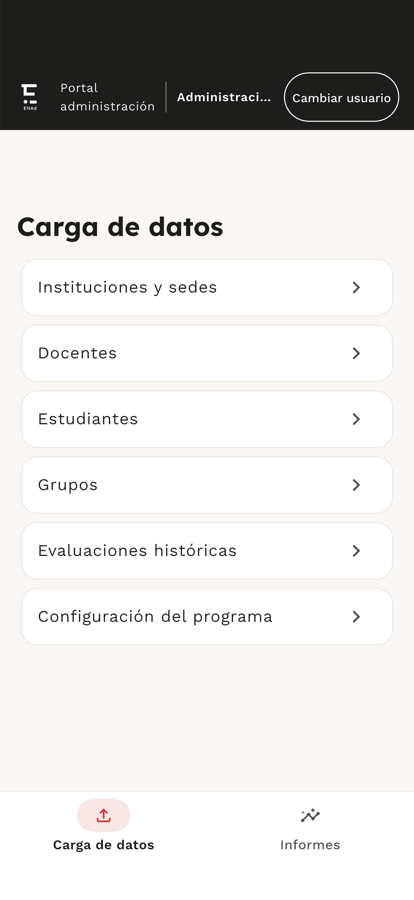 ENAd
Portal
administración
Administraci...
Cambiar usuario
Carga de datos
Instituciones y sedes
Docentes
Estudiantes
Grupos
Evaluaciones históricas
Configuración del programa
Carga de datos
Informes